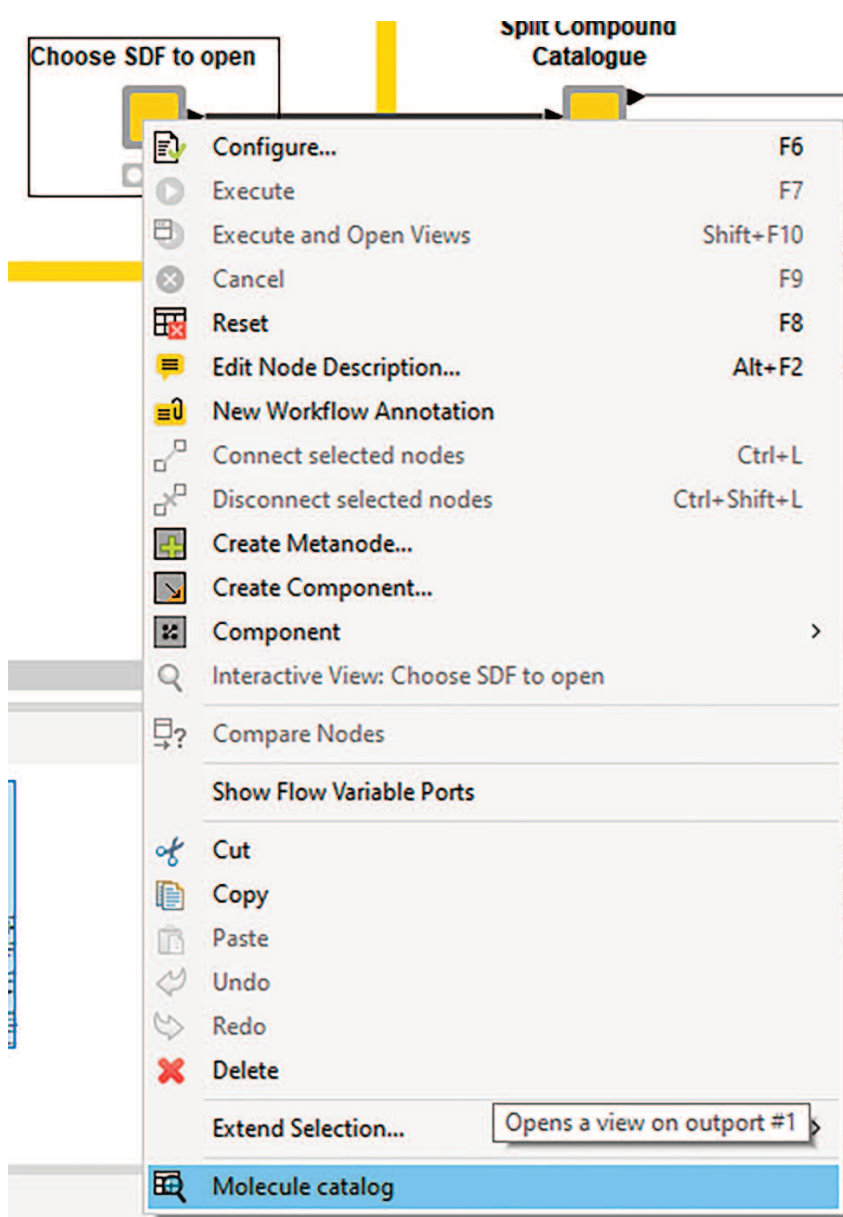 Split Compound
Catalogue
Choose SDF to open
Configure... F6
Execute F7
Execute and Open Views Shift+F10
Cancel F9
Reset F8
Edit Node Description... Alt+F2
New Workflow Annotation
Connect selected nodes Ctrl+L
Disconnect selected nodes Ctrl+Shift+L
Create Metanode...
Create Component...
Component >
Interactive View: Choose SDF to open
Compare Nodes
Show Flow Variable Ports
Cut
Copy
Paste
Undo
Redo
Delete
Extend Selection...
Opens a view on outport #1
Molecule catalog